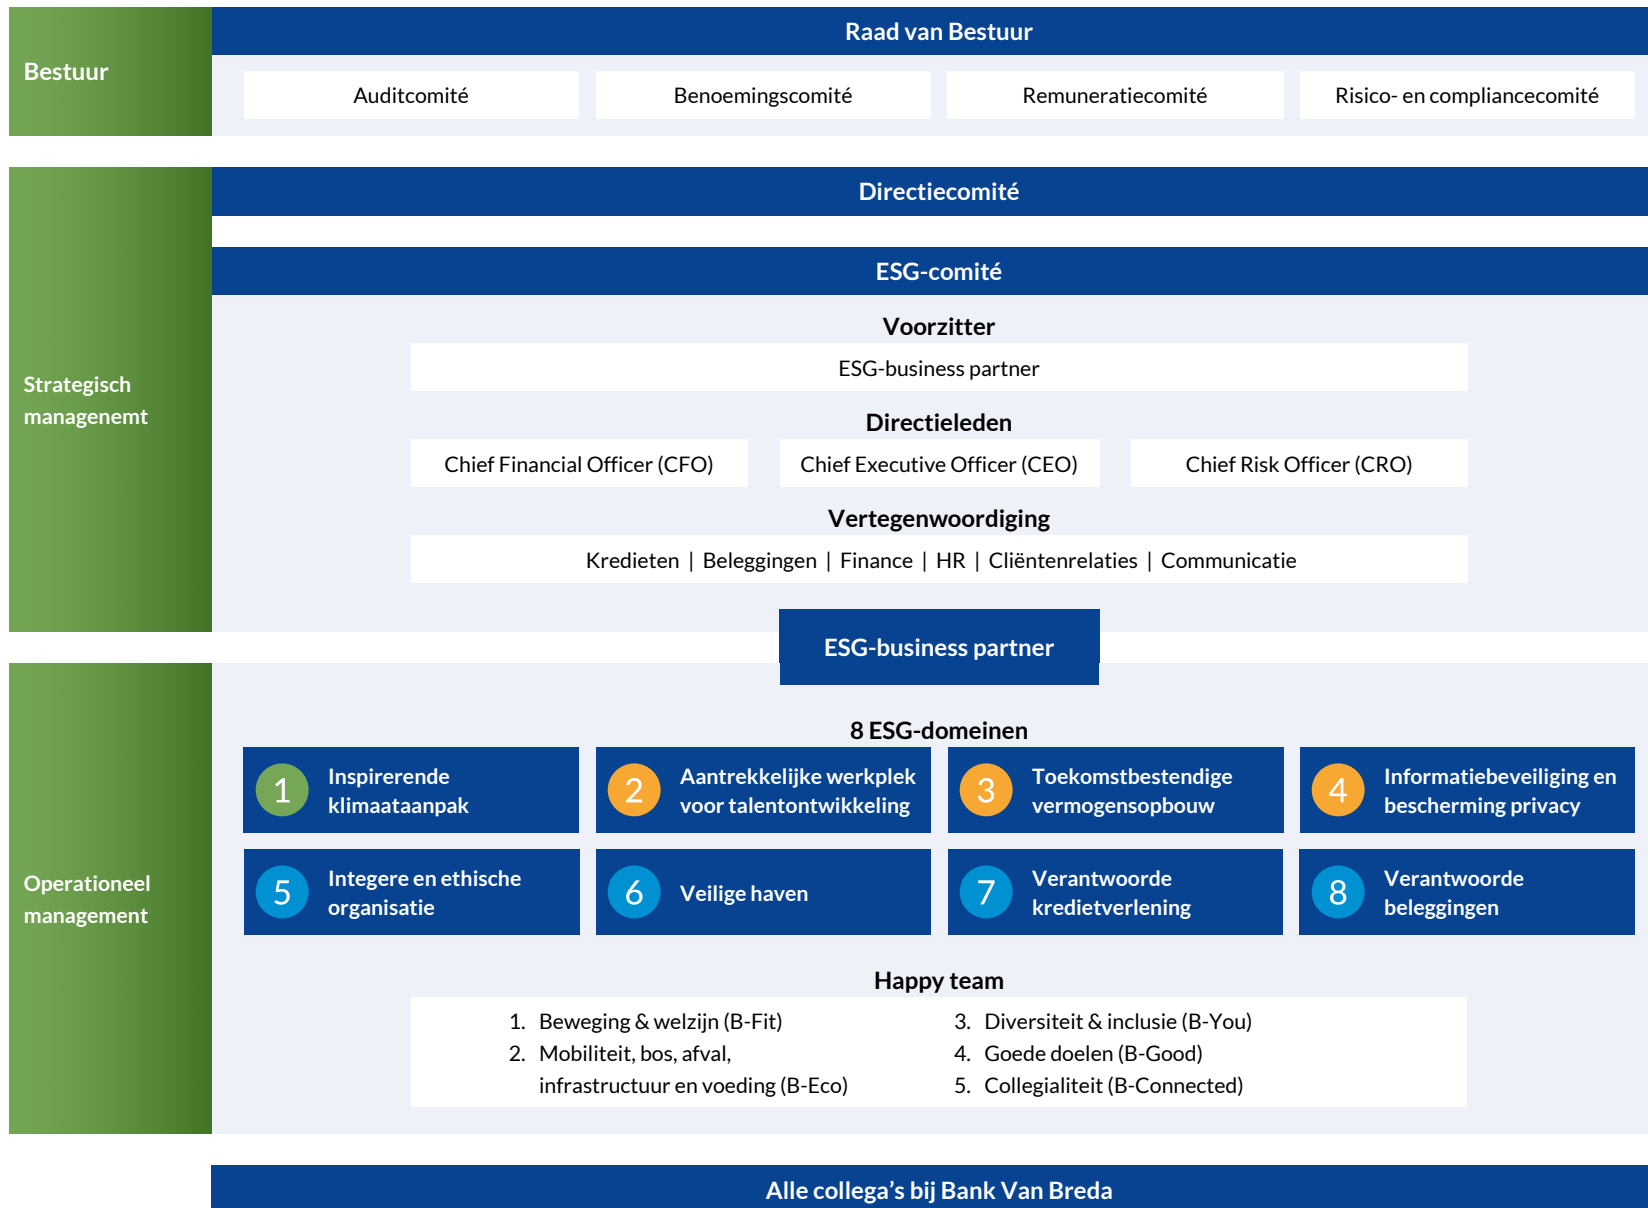 Bestuur
Raad van Bestuur
Auditcomité
Benoemingscomité
Remuneratiecomité
Risico- en compliancecomité
Strategisch
managenemt
Directiecomité
ESG-comité
Voorzitter
ESG-business partner
Directieleden
Chief Financial Officer (CFO)
Chief Executive Officer (CEO)
Chief Risk Officer (CRO)
Vertegenwoordiging
Kredieten | Beleggingen | Finance | HR | Cliëntenrelaties | Communicatie
ESG-business partner
Operationeel
management
8 ESG-domeinen
1
Inspirerende
klimaataanpak
2
Aantrekkelijke werkplek
voor talentontwikkeling
3
Toekomstbestendige
vermogensopbouw
4
Informatiebeveiliging en
bescherming privacy
5
Integere en ethische
organisatie
6
Veilige haven
7
Verantwoorde
kredietverlening
8
Verantwoorde
beleggingen
Happy team
1. Beweging & welzijn (B-Fit)
2. Mobiliteit, bos, afval,
infrastructuur en voeding (B-Eco)
3. Diversiteit & inclusie (B-You)
4. Goede doelen (B-Good)
5. Collegialiteit (B-Connected)
Alle collega's bij Bank Van Breda